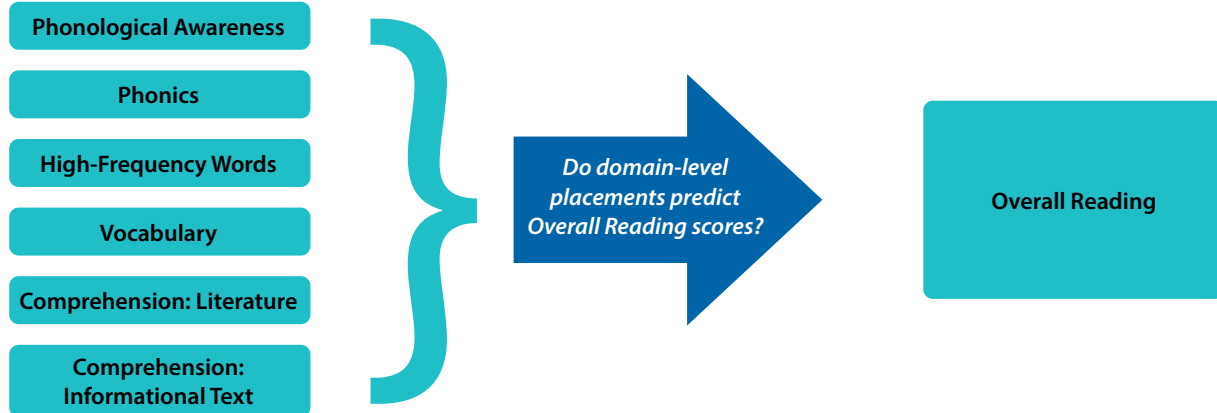 Phonological Awareness
Phonics
High-Frequency Words
Vocabulary
Comprehension: Literature
Comprehension:
Informational Text
Do domain-level
placements predict
Overall Reading scores?
Overall Reading